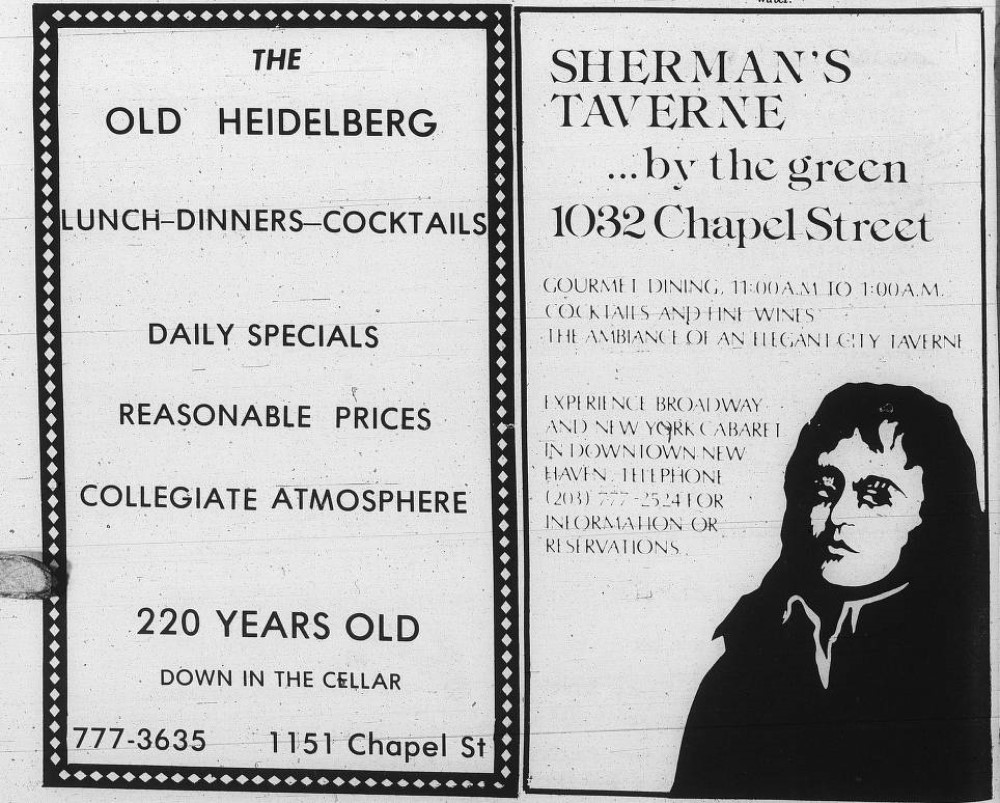 THE
OLD HEIDELBERG
LUNCH—DINNERS—COCKTAILS
DAILY SPECIALS
REASONABLE PRICES
COLLEGIATE ATMOSPHERE
220 YEARS OLD
DOWN IN THE CELLAR
777-3635 1151 Chapel St
water.
SHERMAN'S
TAVERNE
...by the green
1032 Chapel Street
GOURMET DINING, 11:00 A.M TO 1:00 A.M.
COCKTAILS AND FINE WINES
THE AMBIANCE OF AN ELEGANT CITY TAVERNE
EXPERIENCE BROADWAY
AND NEW YORK CABARET
IN DOWNTOWN NEW
HAVEN. TELEPHONE
(203) 777-2524 FOR
INFORMATION OR
RESERVATIONS.